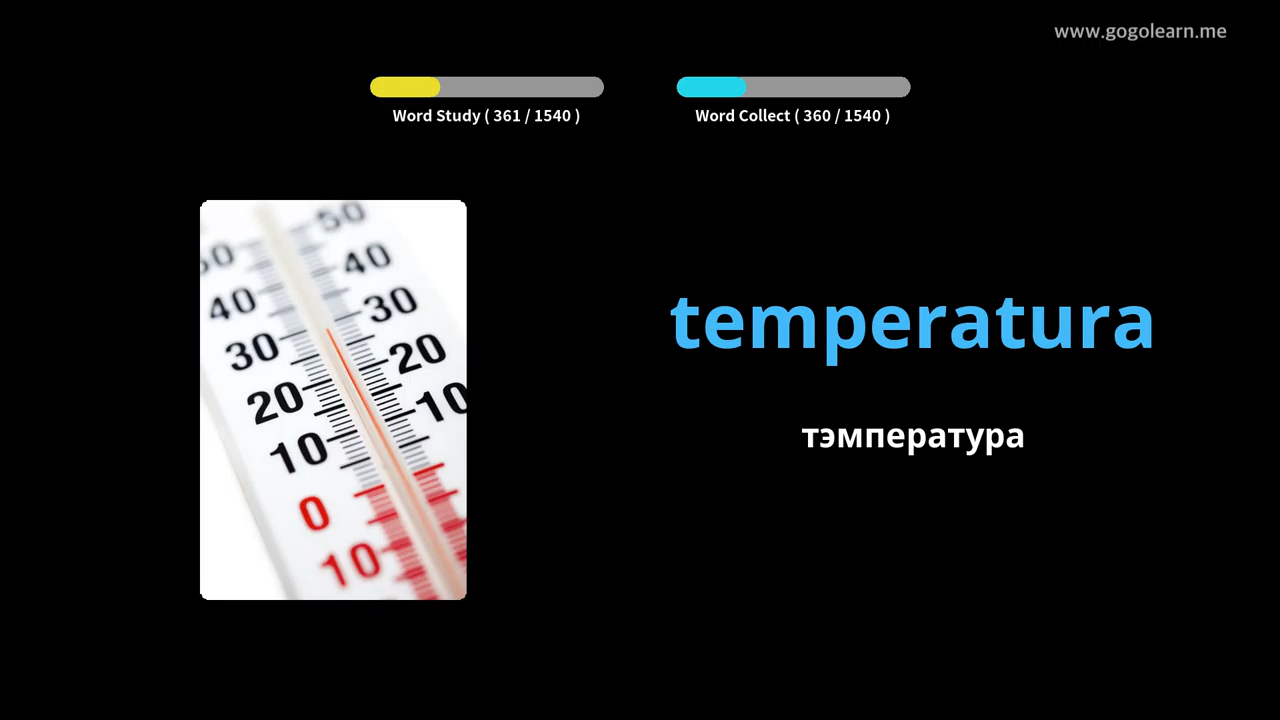 www.gogolearn.me
Word Study ( 361 / 1540 )
Word Collect ( 360 / 1540 )
50
50
40
40
30
30
20
20
10
10
0
10
temperatura
тэмпература